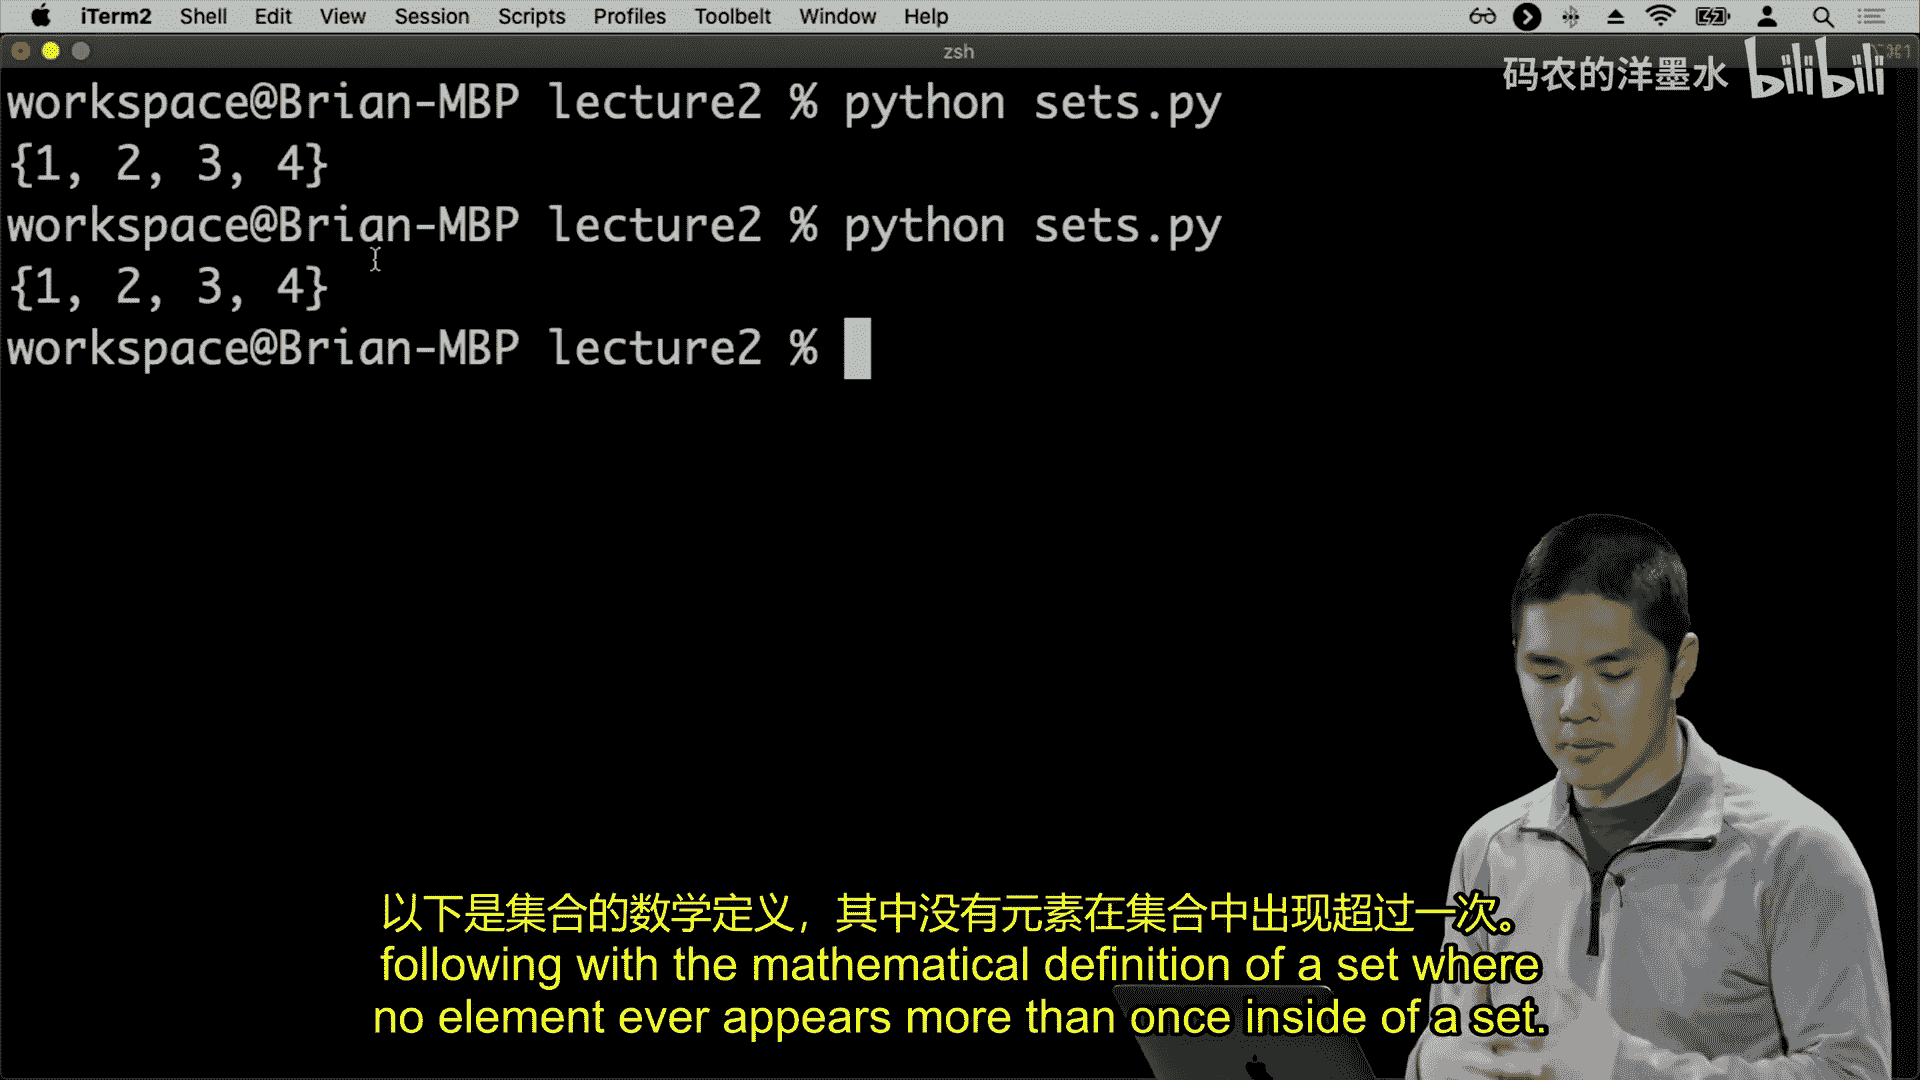 iTerm2 Shell Edit View Session Scripts Profiles Toolbelt Window Help
zsh
码农的洋墨水 bilibili
workspace@Brian-MBP lecture2 % python sets.py
{1, 2, 3, 4}
workspace@Brian-MBP lecture2 % python sets.py
{1, 2, 3, 4}
workspace@Brian-MBP lecture2 %
以下是集合的数学定义，其中没有元素在集合中出现超过一次。
following with the mathematical definition of a set where
no element ever appears more than once inside of a set.